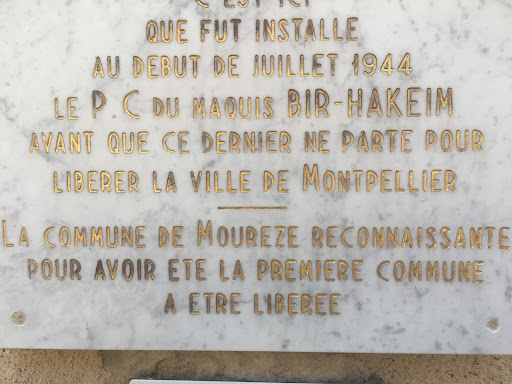 C'EST ICI
QUE FUT INSTALLE
AU DEBUT DE JUILLET 1944
LE P.C DU MAQUIS BIR-HAKEIM
AVANT QUE CE DERNIER NE PARTE POUR
LIBERER LA VILLE DE MONTPELLIER
LA COMMUNE DE MOUREZE RECONNAISSANTE
POUR AVOIR ETE LA PREMIERE COMMUNE
A ETRE LIBEREE